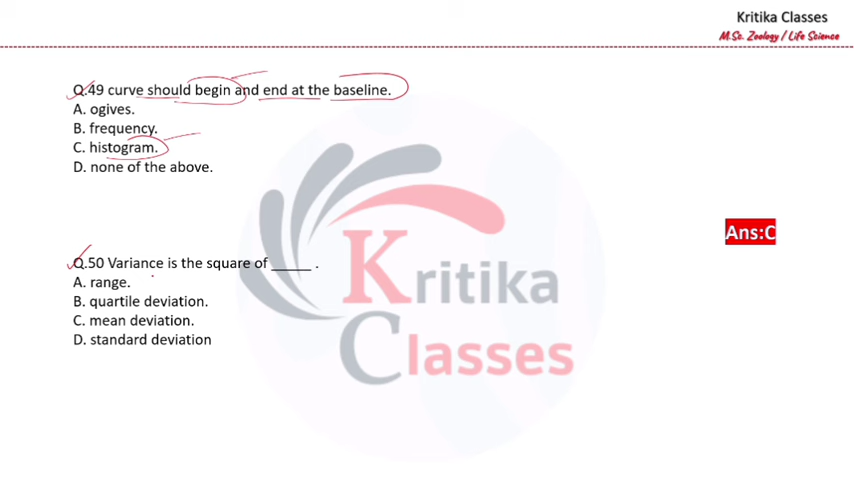 Kritika Classes
M.Sc. Zoology / Life Science
Q.49 curve should begin and end at the baseline.
A. ogives.
B. frequency.
C. histogram.
D. none of the above.
Ans:C
Q.50 Variance is the square of _____ .
A. range.
B. quartile deviation.
C. mean deviation.
D. standard deviation
Kritika
Classes